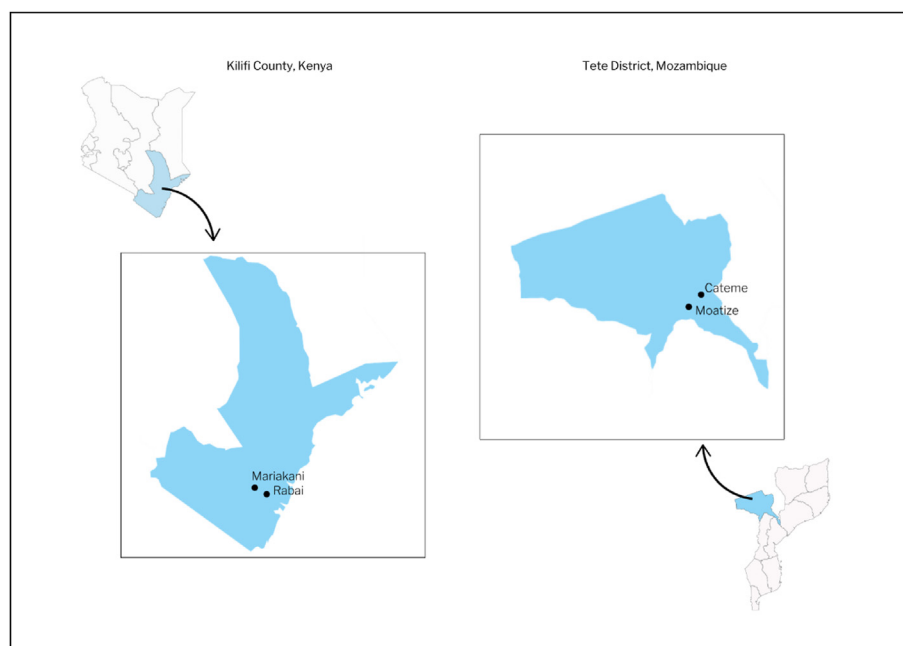 Kilifi County, Kenya
Tete District, Mozambique
Mariakani
Rabai
Cateme
Moatize